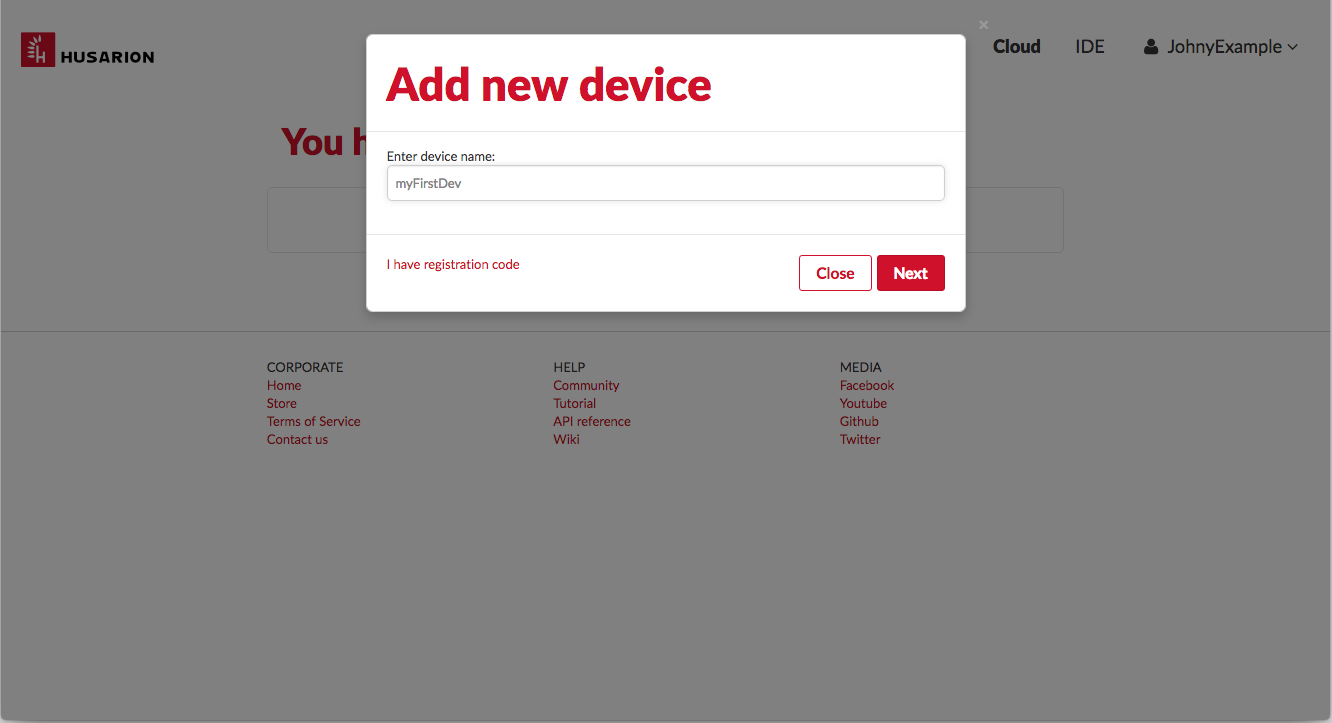 HUSARION
Cloud IDE JohnyExample
×
Add new device
You
Enter device name:
myFirstDev
I have registration code
Close Next
CORPORATE
Home
Store
Terms of Service
Contact us
HELP
Community
Tutorial
API reference
Wiki
MEDIA
Facebook
Youtube
Github
Twitter